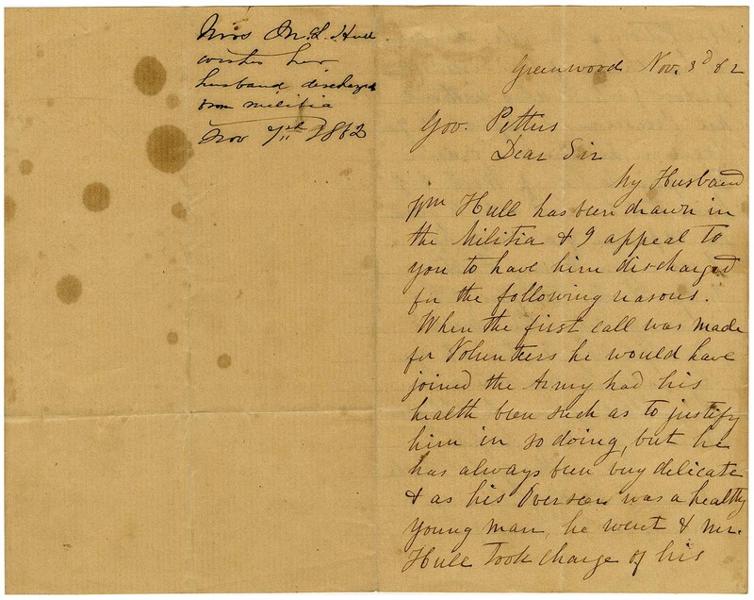 Mrs M. L. Hull
wishes her
husband discharged
from militia
Nov 7th 1862
Greenwood Nov. 3d 62
Gov. Pettus
Dear Sir
My Husband
Wm Hull has been drawn in
the Militia & I appeal to
you to have him discharged
for the following reasons.
When the first call was made
for Volunteers he would have
joined the Army had his
health been such as to justify
him in so doing, but he
has always been very delicate
& as his Overseer was a healthy
young man, he went & Mr.
Hull took charge of his